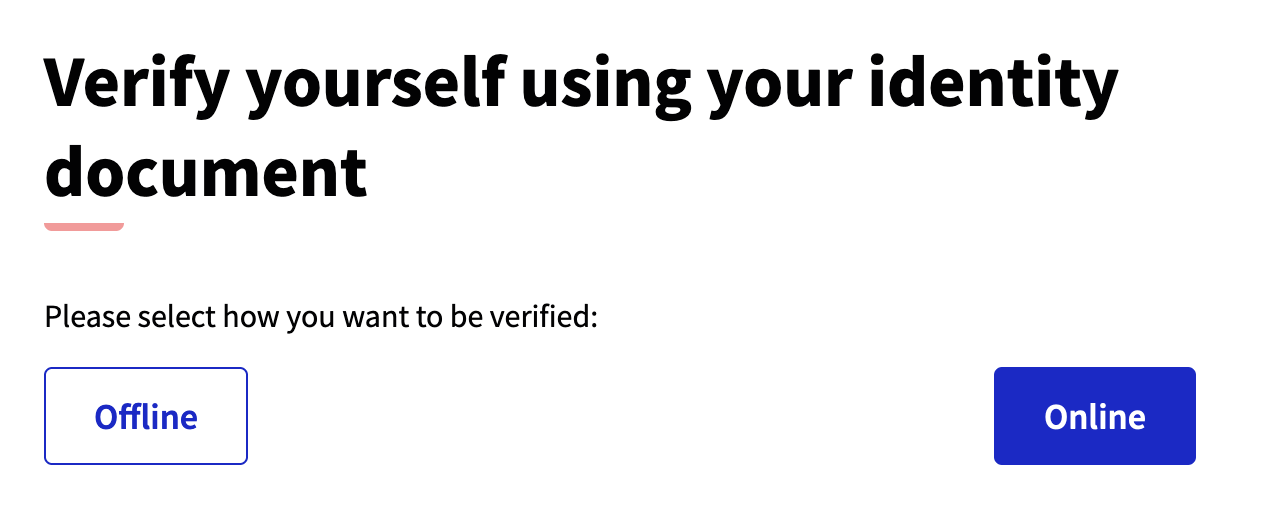 Verify yourself using your identity
document
Please select how you want to be verified:
Offline
Online